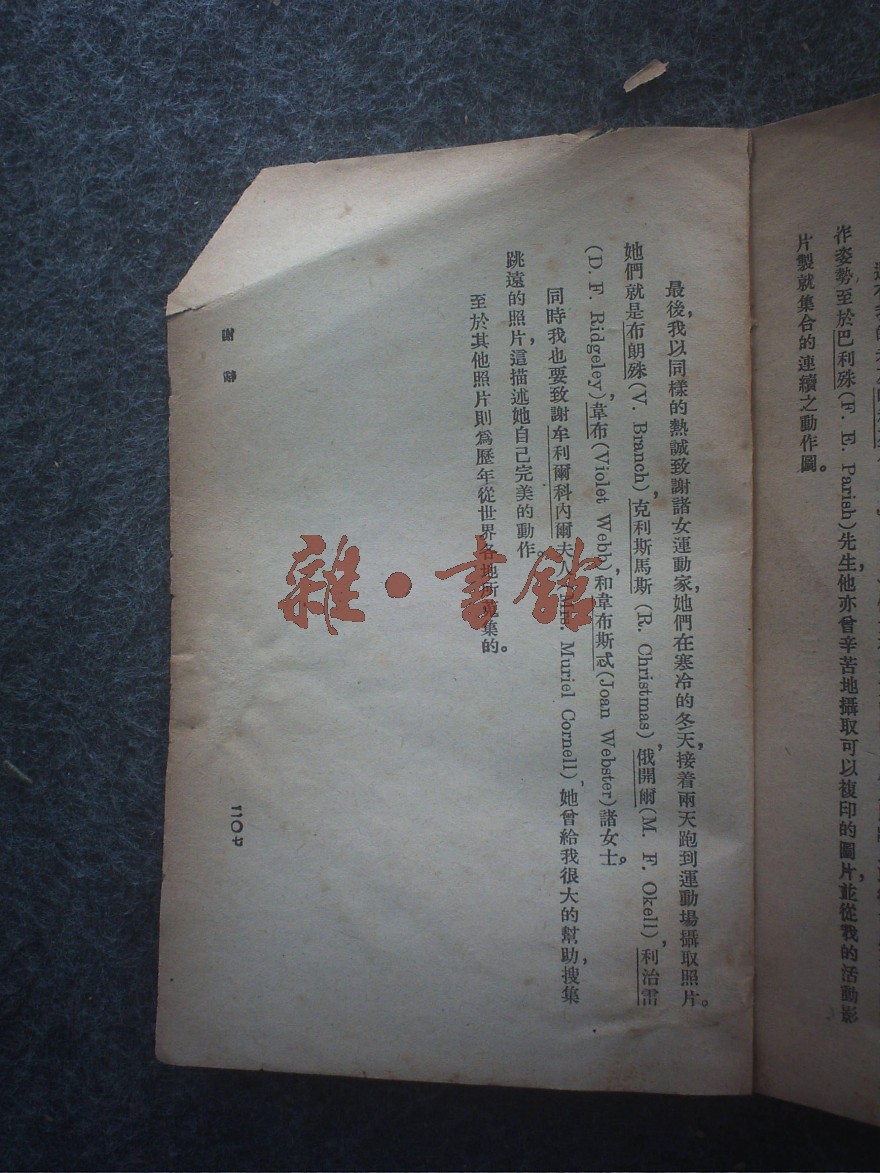 作姿勢至於巴利殊(F. E. Parish)先生，他亦曾辛苦地攝取可以複印的圖片，並從我的活動影
片製就集合的連續之動作圖。
最後，我以同樣的熱誠致謝諸女運動家，她們在寒冷的冬天，接着兩天跑到運動場攝取照片。
她們就是布朗殊(V. Branch)，克利斯馬斯(R. Christmas)，俄開爾(M. F. Okell)，利治雷
(D. F. Ridgeley)，韋布(Violet Webb)，和韋布斯忒(Joan Webster)諸女士。
同時我也要致謝牟利爾科內爾夫人 Muriel Cornell)她曾給我很大的幫助，搜集
跳遠的照片，這描述她自己完美的動作。
至於其他照片則爲歷年從世界各地所集的。
謝辭
二〇七
雜·書館